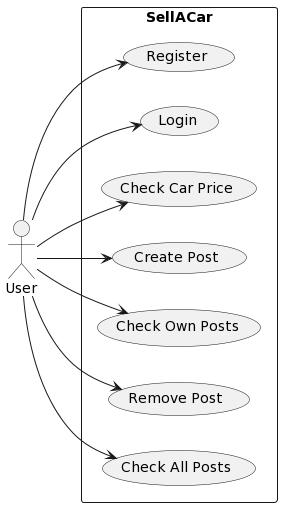 SellACar
Register
Login
Check Car Price
Create Post
User
Check Own Posts
Remove Post
Check All Posts